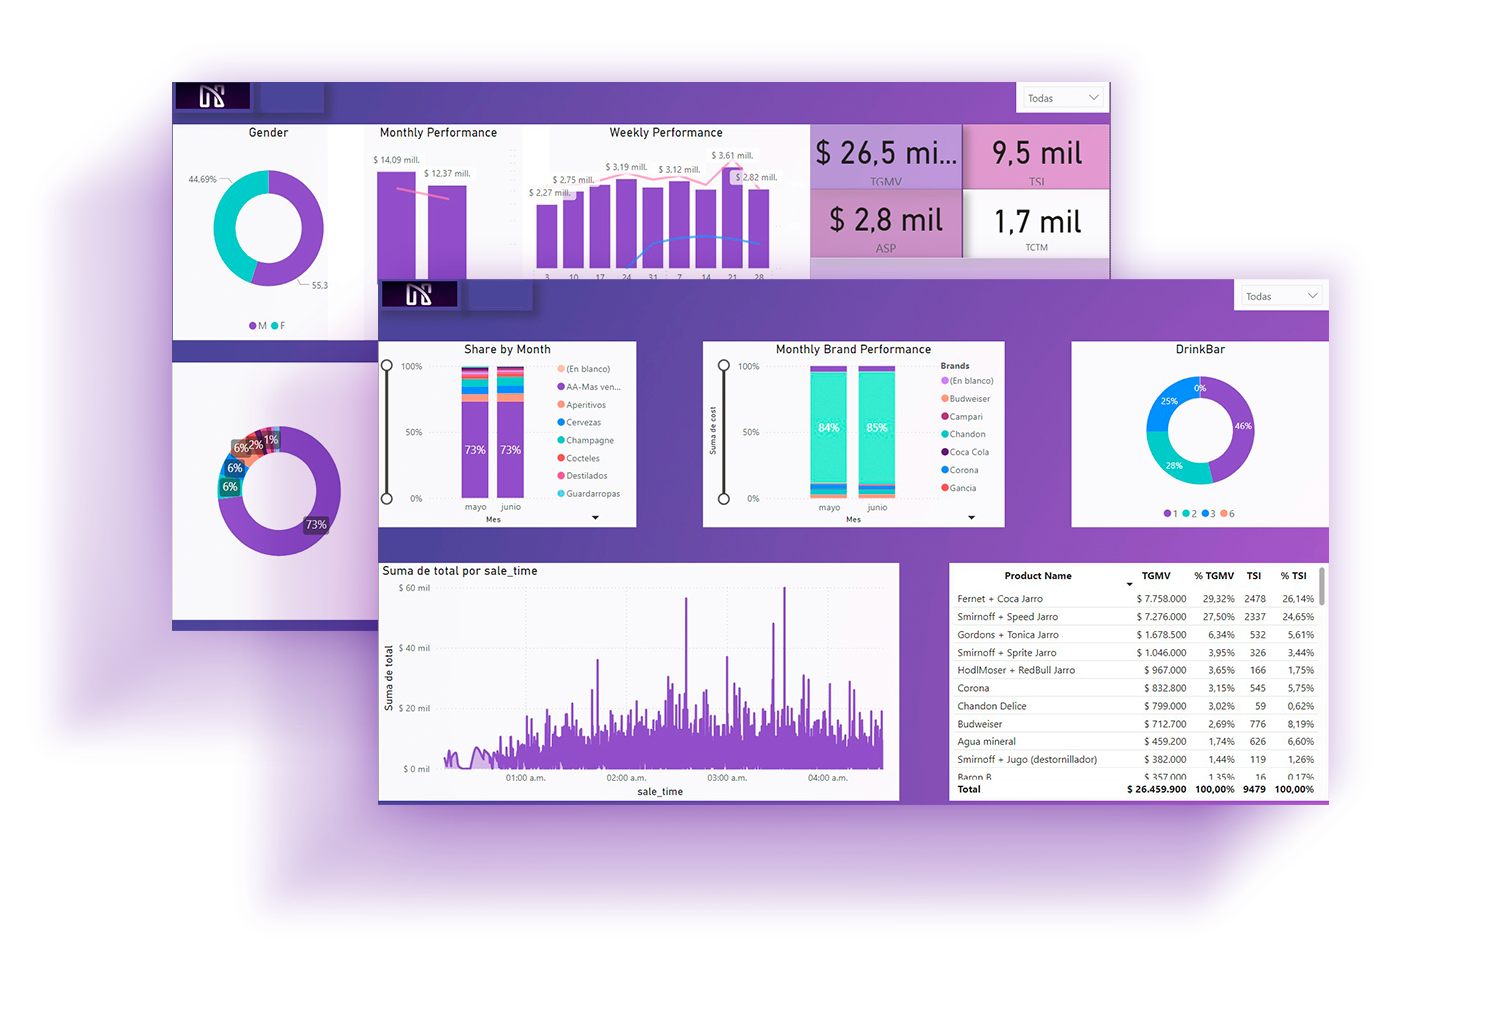 Todas
Gender
44,69%
55,3
M F
Monthly Performance
$ 14.09 mill.
$ 12.37 mill.
Weekly Performance
$ 2,27 mill.
$ 2.75 mill.
$ 3,19 mill.
$ 3,12 mill.
$ 3,61 mill.
$ 2,82 mill.
3 10 17 24 31 7 14 21 28
$ 26,5 mi...
TGMV
9,5 mil
TSI
$ 2,8 mil
ASP
1,7 mil
TCTM
6% 2% 1%
6%
6%
73%
Todas
Share by Month
100%
50%
0%
73% 73%
mayo junio
Mes
(En blanco)
AA-Mas ven...
Aperitivos
Cervezas
Champagne
Cocteles
Destilados
Guardarropas
Monthly Brand Performance
Suma de cost
100%
50%
0%
84% 85%
mayo junio
Mes
Brands
(En blanco)
Budweiser
Campari
Chandon
Coca Cola
Corona
Gancia
DrinkBar
0%
25%
46%
28%
1 2 3 6
Suma de total por sale_time
Suma de total
$ 60 mil
$ 40 mil
$ 20 mil
$ 0 mil
01:00 a.m. 02:00 a.m. 03:00 a.m. 04:00 a.m.
sale_time
Product Name TGMV % TGMV TSI % TSI
Fernet + Coca Jarro $ 7.758.000 29,32% 2478 26,14%
Smirnoff + Speed Jarro $ 7.276.000 27,50% 2337 24,65%
Gordons + Tonica Jarro $ 1.678.500 6,34% 532 5,61%
Smirnoff + Sprite Jarro $ 1.046.000 3,95% 326 3,44%
HodlMoser + RedBull Jarro $ 967.000 3,65% 166 1,75%
Corona $ 832.800 3,15% 545 5,75%
Chandon Delice $ 799.000 3,02% 59 0,62%
Budweiser $ 712.700 2,69% 776 8,19%
Agua mineral $ 459.200 1,74% 626 6,60%
Smirnoff + Jugo (destornillador) $ 382.000 1,44% 119 1,26%
Baron B $ 357.000 1,35% 16 0,17%
Total $ 26.459.900 100,00% 9479 100,00%